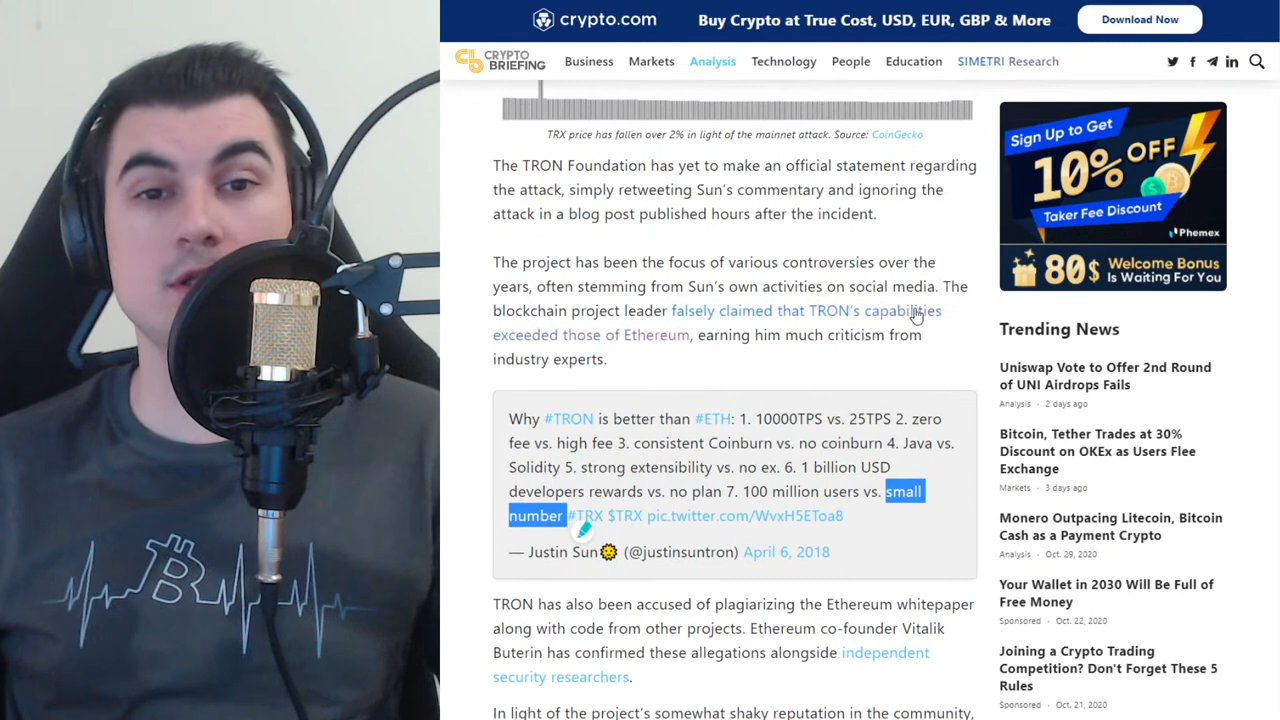 crypto.com
Buy Crypto at True Cost, USD, EUR, GBP & More
Download Now
CRYPTO
BRIEFING
Business
Markets
Analysis
Technology
People
Education
SIMETRI Research
TRX price has fallen over 2% in light of the mainnet attack. Source: CoinGecko
The TRON Foundation has yet to make an official statement regarding
the attack, simply retweeting Sun's commentary and ignoring the
attack in a blog post published hours after the incident.
The project has been the focus of various controversies over the
years, often stemming from Sun's own activities on social media. The
blockchain project leader falsely claimed that TRON's capabilities
exceeded those of Ethereum, earning him much criticism from
industry experts.
Why #TRON is better than #ETH: 1. 10000TPS vs. 25TPS 2. zero
fee vs. high fee 3. consistent Coinburn vs. no coinburn 4. Java vs.
Solidity 5. strong extensibility vs. no ex. 6. 1 billion USD
developers rewards vs. no plan 7. 100 million users vs. small
number #TRX $TRX pic.twitter.com/WvxH5EToa8
— Justin Sun🌞 (@justinsuntron) April 6, 2018
TRON has also been accused of plagiarizing the Ethereum whitepaper
along with code from other projects. Ethereum co-founder Vitalik
Buterin has confirmed these allegations alongside independent
security researchers.
In light of the project's somewhat shaky reputation in the community,
Sign Up to Get
10% OFF
Taker Fee Discount
Phemex
80$ Welcome Bonus
Is Waiting For You
Trending News
Uniswap Vote to Offer 2nd Round
of UNI Airdrops Fails
Analysis · 2 days ago
Bitcoin, Tether Trades at 30%
Discount on OKEx as Users Flee
Exchange
Markets · 3 days ago
Monero Outpacing Litecoin, Bitcoin
Cash as a Payment Crypto
Analysis · Oct. 29, 2020
Your Wallet in 2030 Will Be Full of
Free Money
Sponsored · Oct. 22, 2020
Joining a Crypto Trading
Competition? Don't Forget These 5
Rules
Sponsored · Oct. 21, 2020